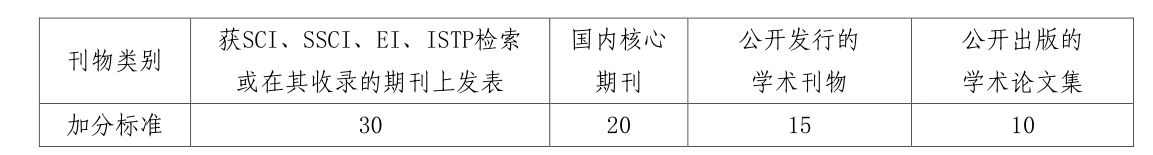 刊物类别
获SCI、SSCI、EI、ISTP检索
或在其收录的期刊上发表
国内核心
期刊
公开发行的
学术刊物
公开出版的
学术论文集
加分标准
30
20
15
10